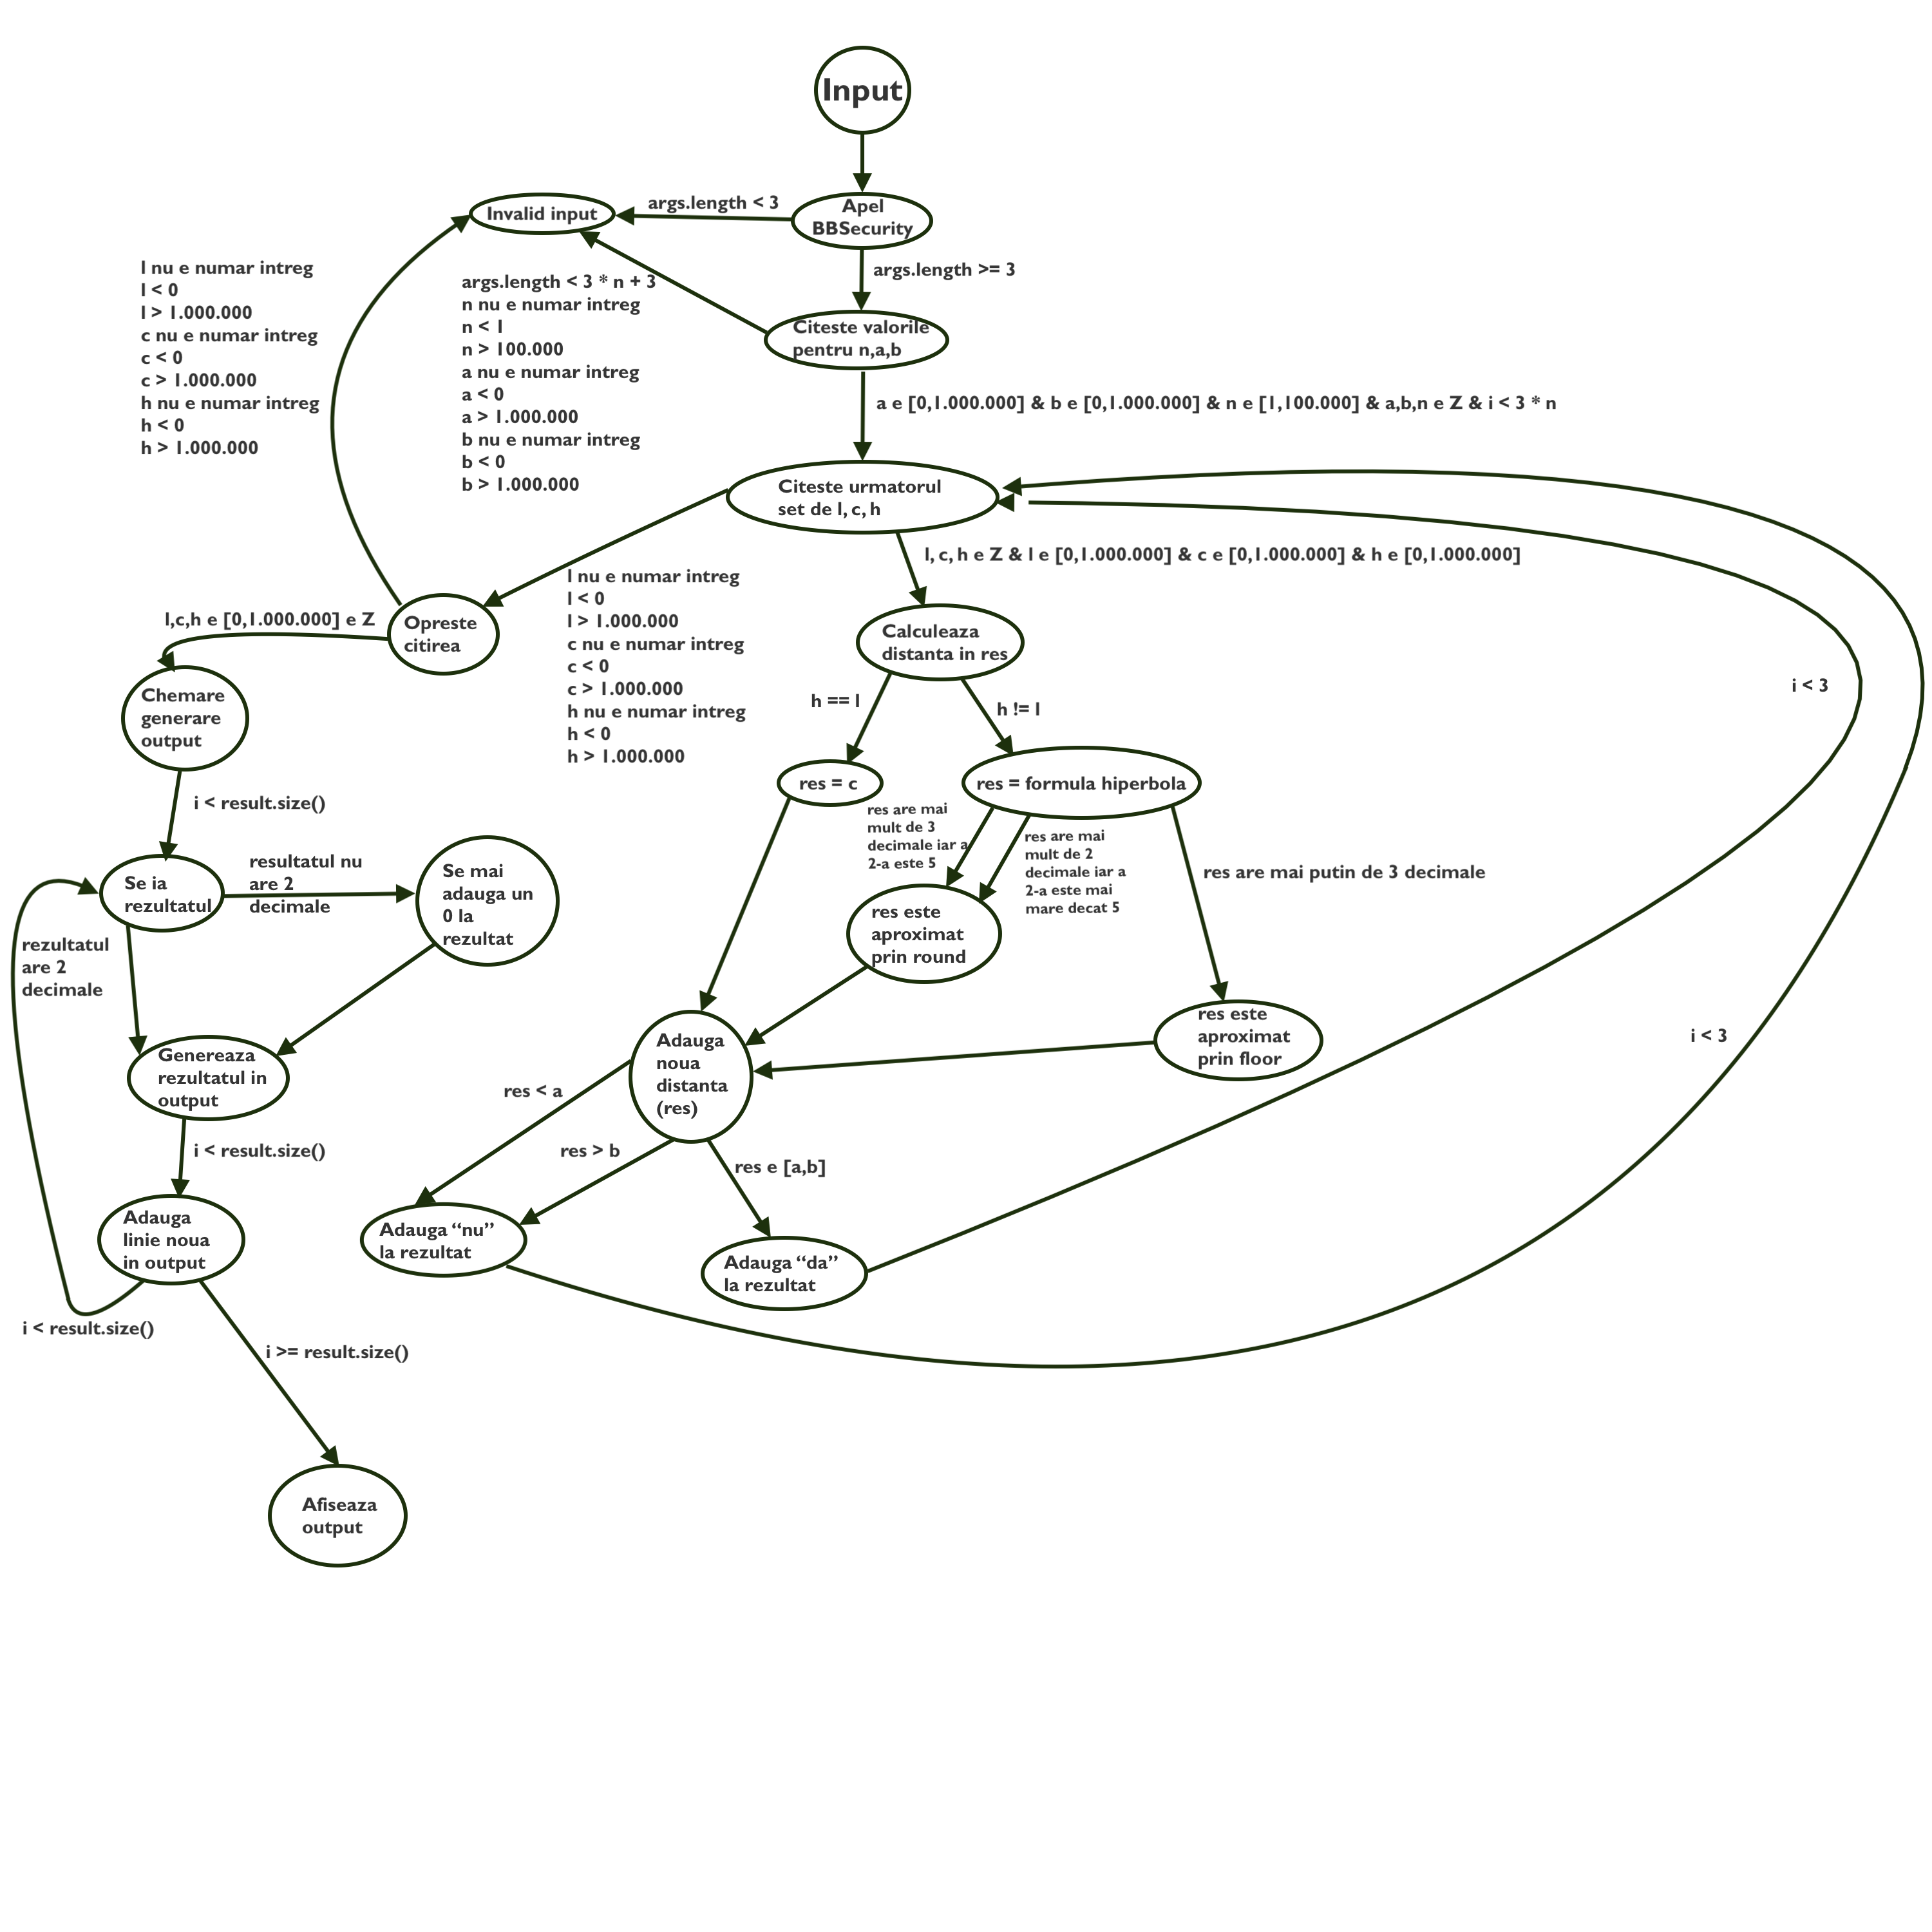 Input
args.length < 3
Invalid input
Apel
BBSecurity
args.length >= 3
l nu e numar intreg
l < 0
l > 1.000.000
c nu e numar intreg
c < 0
c > 1.000.000
h nu e numar intreg
h < 0
h > 1.000.000
args.length < 3 * n + 3
n nu e numar intreg
n < 1
n > 100.000
a nu e numar intreg
a < 0
a > 1.000.000
b nu e numar intreg
b < 0
b > 1.000.000
Citeste valorile
pentru n,a,b
a e [0,1.000.000] & b e [0,1.000.000] & n e [1,100.000] & a,b,n e Z & i < 3 * n
Citeste urmatorul
set de l, c, h
l, c, h e Z & l e [0,1.000.000] & c e [0,1.000.000] & h e [0,1.000.000]
l nu e numar intreg
l < 0
l > 1.000.000
c nu e numar intreg
c < 0
c > 1.000.000
h nu e numar intreg
h < 0
h > 1.000.000
l,c,h e [0,1.000.000] e Z
Opreste
citirea
Calculeaza
distanta in res
Chemare
generare
output
h == l
h != l
i < 3
i < result.size()
res = c
res = formula hiperbola
res are mai
mult de 3
decimale iar a
2-a este 5
res are mai
mult de 2
decimale iar a
2-a este mai
mare decat 5
res are mai putin de 3 decimale
Se ia
rezultatul
resultatul nu
are 2
decimale
Se mai
adauga un
0 la
rezultat
res este
aproximat
prin round
rezultatul
are 2
decimale
res este
aproximat
prin floor
i < 3
Genereaza
rezultatul in
output
Adauga
noua
distanta
(res)
res < a
res > b
res e [a,b]
i < result.size()
Adauga
linie noua
in output
Adauga “nu”
la rezultat
Adauga “da”
la rezultat
i < result.size()
i >= result.size()
Afiseaza
output